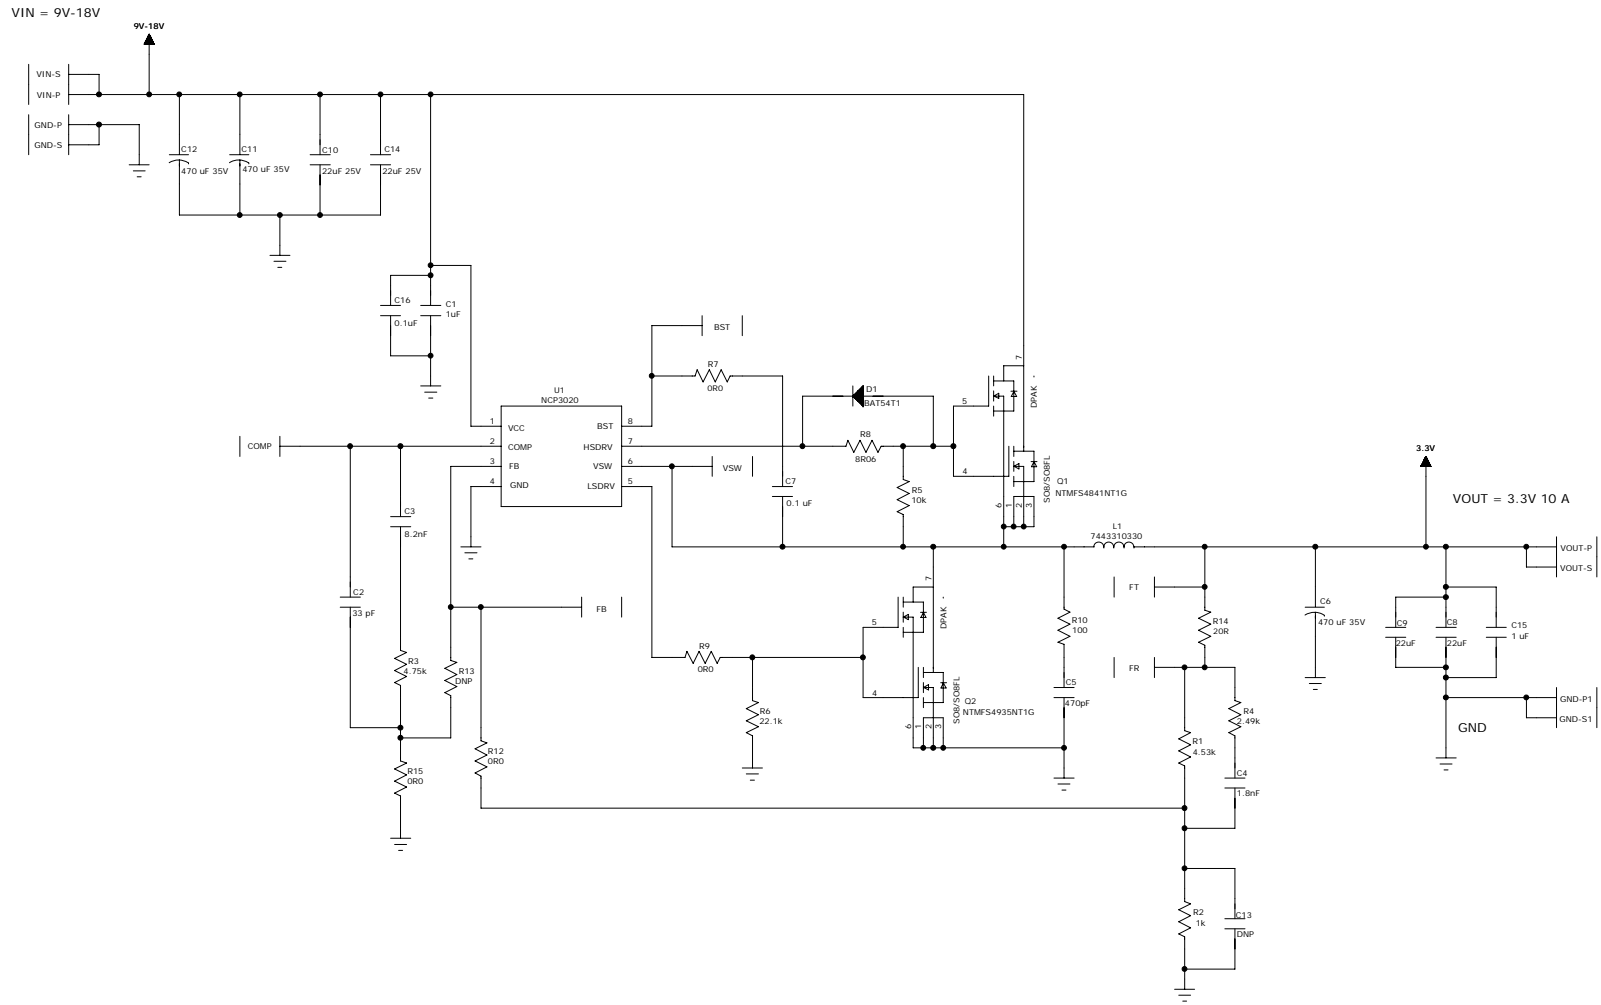 VIN = 9V-18V
9V-18V
VIN-S
VIN-P
GND-P
GND-S
C12
470 uF 35V
C11
470 uF 35V
C10
22uF 25V
C14
22uF 25V
C16
0.1uF
C1
1uF
BST
R7
0R0
U1
NCP3020
1
VCC
2
COMP
3
FB
4
GND
BST
8
HSDRV
7
VSW
6
LSDRV
5
COMP
VSW
D1
BAT54T1
R8
8R06
C7
0.1 uF
R5
10k
7
5
DPAK
4
SO8/SO8FL
Q1
NTMFS4841NT1G
6
1
2
3
L1
7443310330
3.3V
VOUT = 3.3V 10 A
VOUT-P
VOUT-S
C3
8.2nF
C2
33 pF
FB
R3
4.75k
R13
DNP
R15
0R0
R12
0R0
R9
0R0
R6
22.1k
7
5
DPAK
4
SO8/SO8FL
Q2
NTMFS4935NT1G
6
1
2
3
R10
100
C5
470pF
FT
R14
20R
FR
R4
2.49k
R1
4.53k
C4
1.8nF
R2
1k
C13
DNP
C6
470 uF 35V
C9
22uF
C8
22uF
C15
1 uF
GND-P1
GND-S1
GND